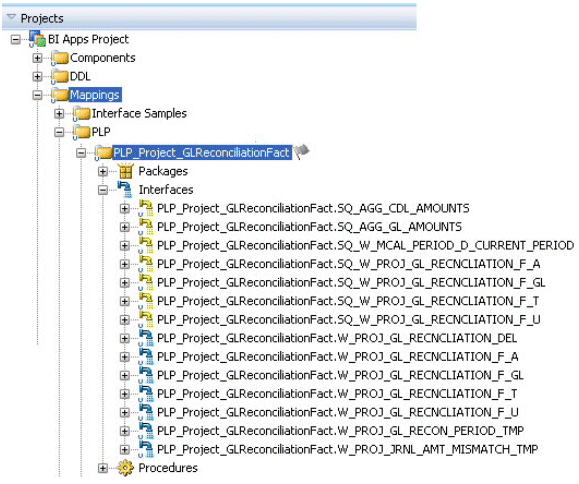 Projects
BI Apps Project
Components
DDL
Mappings
Interface Samples
PLP
PLP_Project_GLReconciliationFact
Packages
Interfaces
PLP_Project_GLReconciliationFact.SQ_AGG_CDL_AMOUNTS
PLP_Project_GLReconciliationFact.SQ_AGG_GL_AMOUNTS
PLP_Project_GLReconciliationFact.SQ_W_MCAL_PERIOD_D_CURRENT_PERIOD
PLP_Project_GLReconciliationFact.SQ_W_PROJ_GL_RECNCLIATION_F_A
PLP_Project_GLReconciliationFact.SQ_W_PROJ_GL_RECNCLIATION_F_GL
PLP_Project_GLReconciliationFact.SQ_W_PROJ_GL_RECNCLIATION_F_T
PLP_Project_GLReconciliationFact.SQ_W_PROJ_GL_RECNCLIATION_F_U
PLP_Project_GLReconciliationFact.W_PROJ_GL_RECNCLIATION_DEL
PLP_Project_GLReconciliationFact.W_PROJ_GL_RECNCLIATION_F_A
PLP_Project_GLReconciliationFact.W_PROJ_GL_RECNCLIATION_F_GL
PLP_Project_GLReconciliationFact.W_PROJ_GL_RECNCLIATION_F_T
PLP_Project_GLReconciliationFact.W_PROJ_GL_RECNCLIATION_F_U
PLP_Project_GLReconciliationFact.W_PROJ_GL_RECON_PERIOD_TMP
PLP_Project_GLReconciliationFact.W_PROJ_JRNL_AMT_MISMATCH_TMP
Procedures